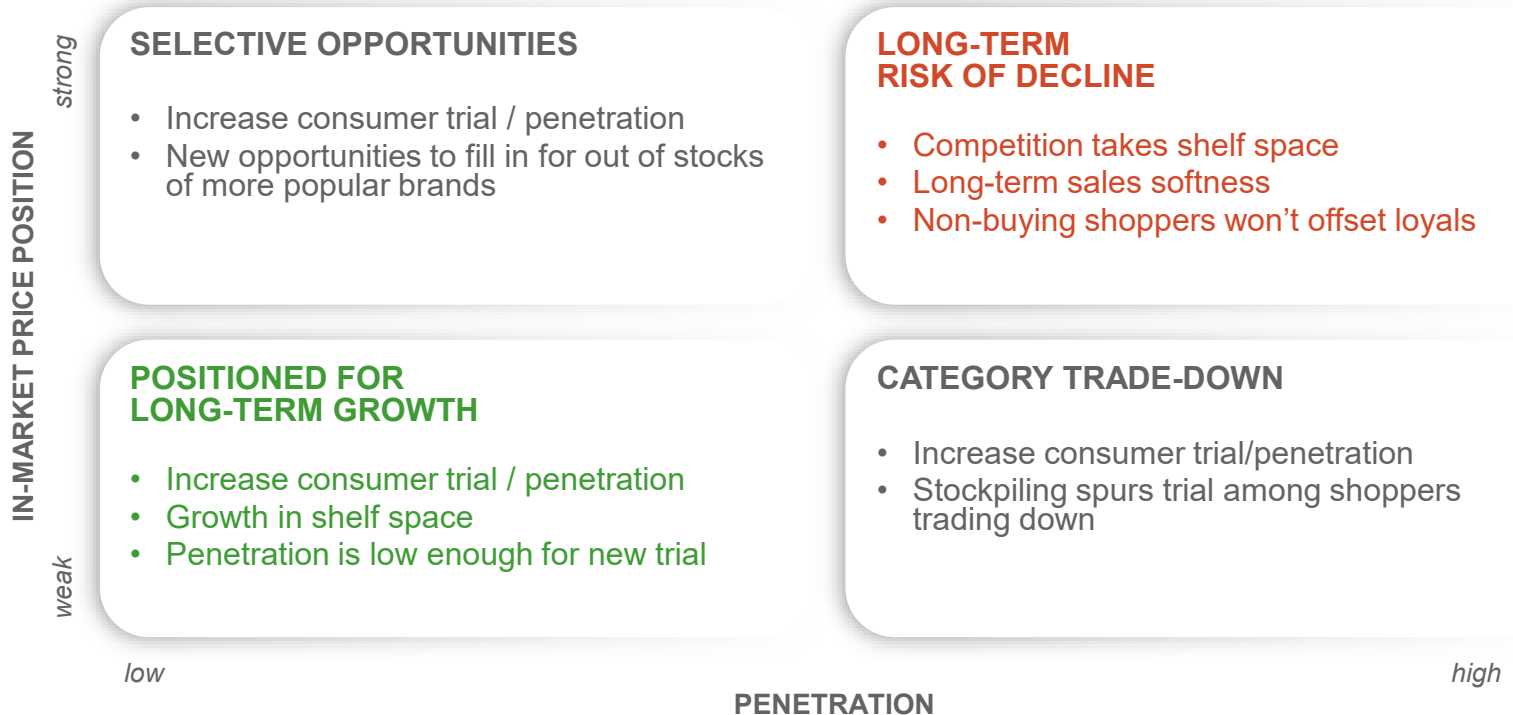 IN-MARKET PRICE POSITION
strong
weak
SELECTIVE OPPORTUNITIES
• Increase consumer trial / penetration
• New opportunities to fill in for out of stocks
of more popular brands
LONG-TERM
RISK OF DECLINE
• Competition takes shelf space
• Long-term sales softness
• Non-buying shoppers won’t offset loyals
POSITIONED FOR
LONG-TERM GROWTH
• Increase consumer trial / penetration
• Growth in shelf space
• Penetration is low enough for new trial
CATEGORY TRADE-DOWN
• Increase consumer trial/penetration
• Stockpiling spurs trial among shoppers
trading down
low
high
PENETRATION